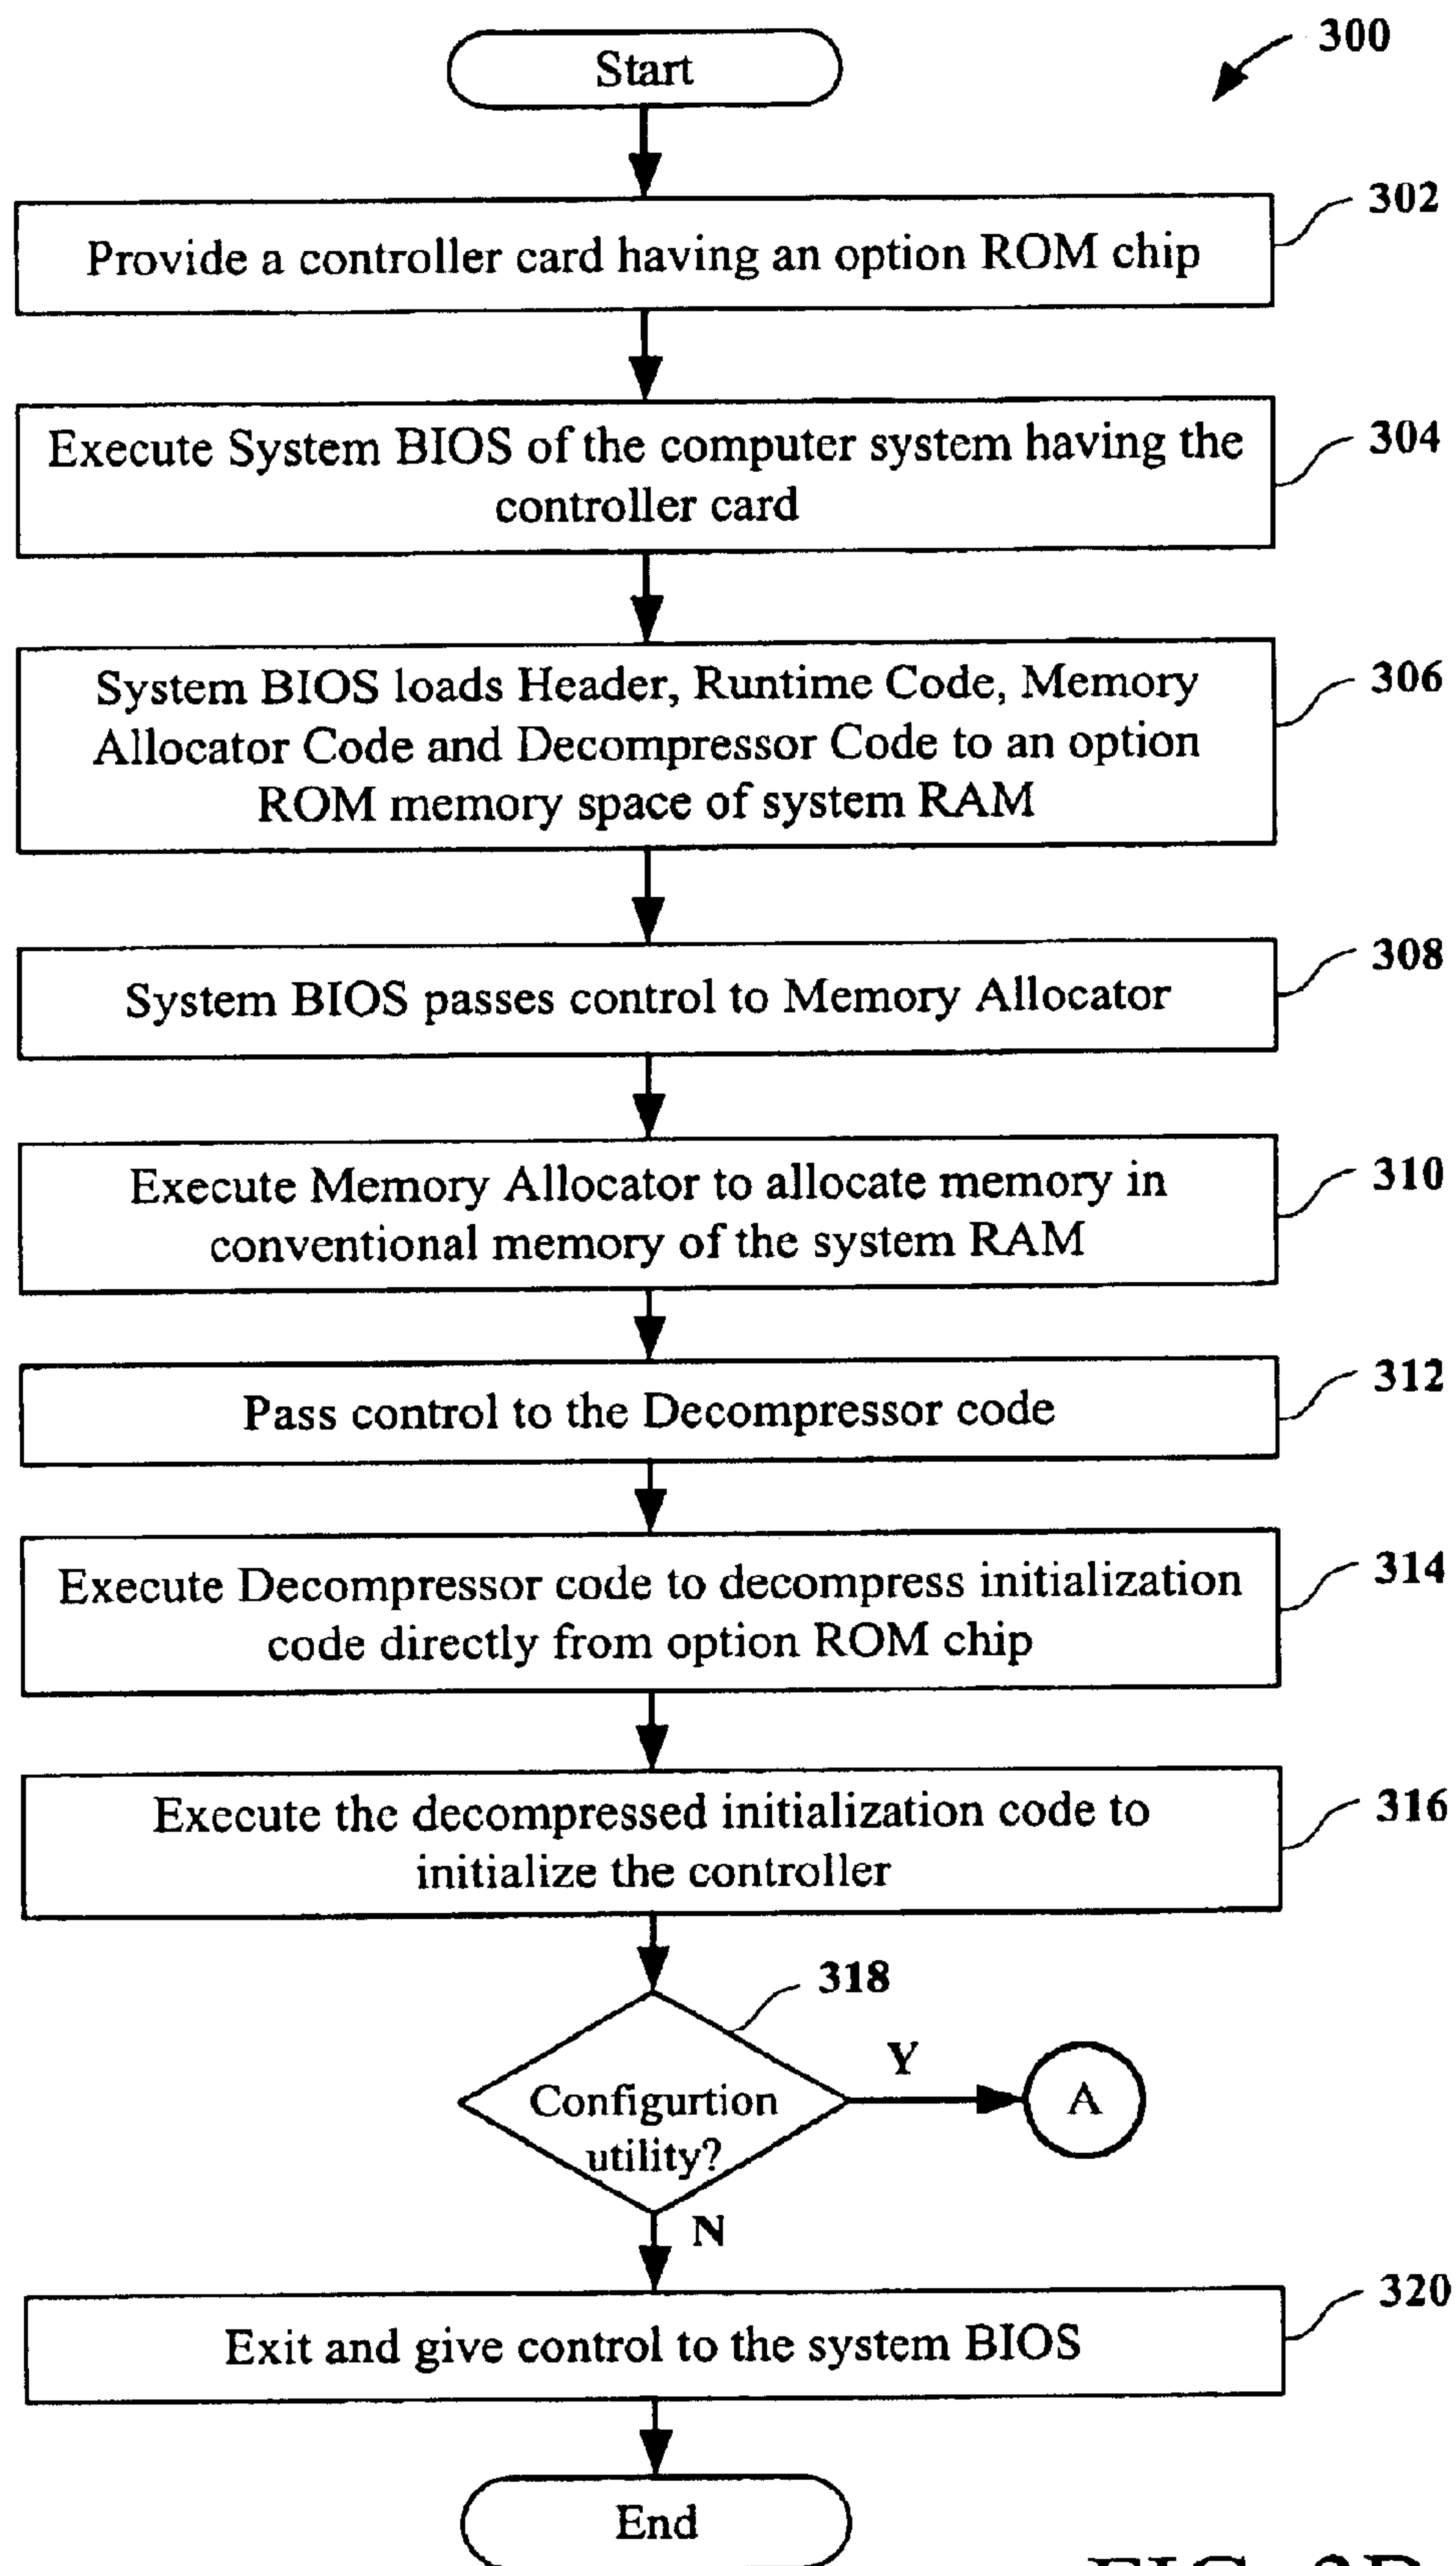 300
Start
302
Provide a controller card having an option ROM chip
304
Execute System BIOS of the computer system having the
controller card
306
System BIOS loads Header, Runtime Code, Memory
Allocator Code and Decompressor Code to an option
ROM memory space of system RAM
308
System BIOS passes control to Memory Allocator
310
Execute Memory Allocator to allocate memory in
conventional memory of the system RAM
312
Pass control to the Decompressor code
314
Execute Decompressor code to decompress initialization
code directly from option ROM chip
316
Execute the decompressed initialization code to
initialize the controller
318
Configurtion
utility?
Y
A
N
320
Exit and give control to the system BIOS
End